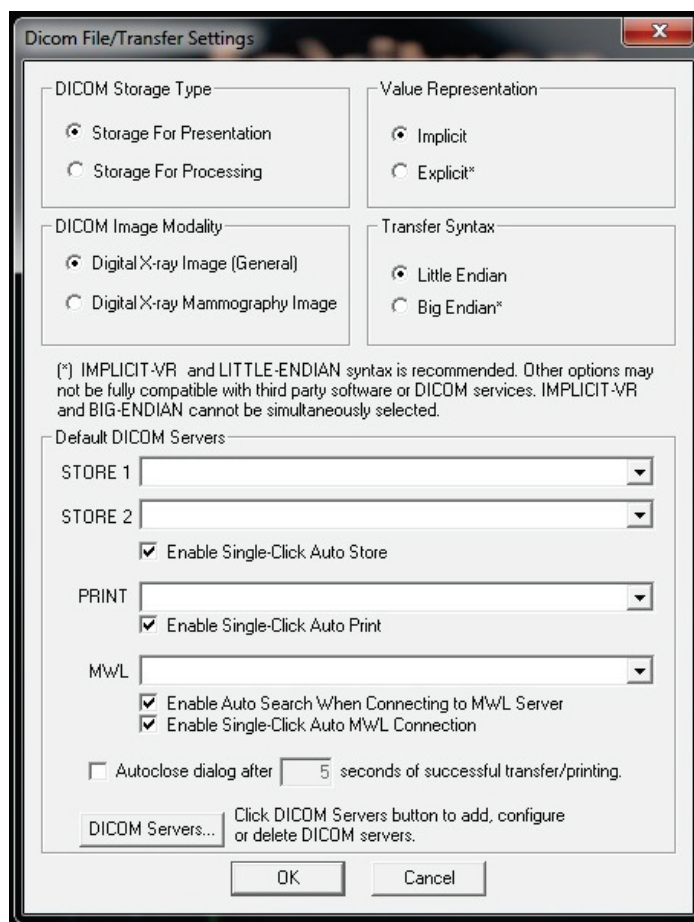 Dicom File/Transfer Settings
DICOM Storage Type
Storage For Presentation
Storage For Processing
Value Representation
Implicit
Explicit*
DICOM Image Modality
Digital X-ray Image (General)
Digital X-ray Mammography Image
Transfer Syntax
Little Endian
Big Endian*
(*) IMPLICIT-VR and LITTLE-ENDIAN syntax is recommended. Other options may
not be fully compatible with third party software or DICOM services. IMPLICIT-VR
and BIG-ENDIAN cannot be simultaneously selected.
Default DICOM Servers
STORE 1
STORE 2
Enable Single-Click Auto Store
PRINT
Enable Single-Click Auto Print
MWL
Enable Auto Search When Connecting to MWL Server
Enable Single-Click Auto MWL Connection
Autoclose dialog after 5 seconds of successful transfer/printing.
DICOM Servers...
Click DICOM Servers button to add, configure
or delete DICOM servers.
OK
Cancel